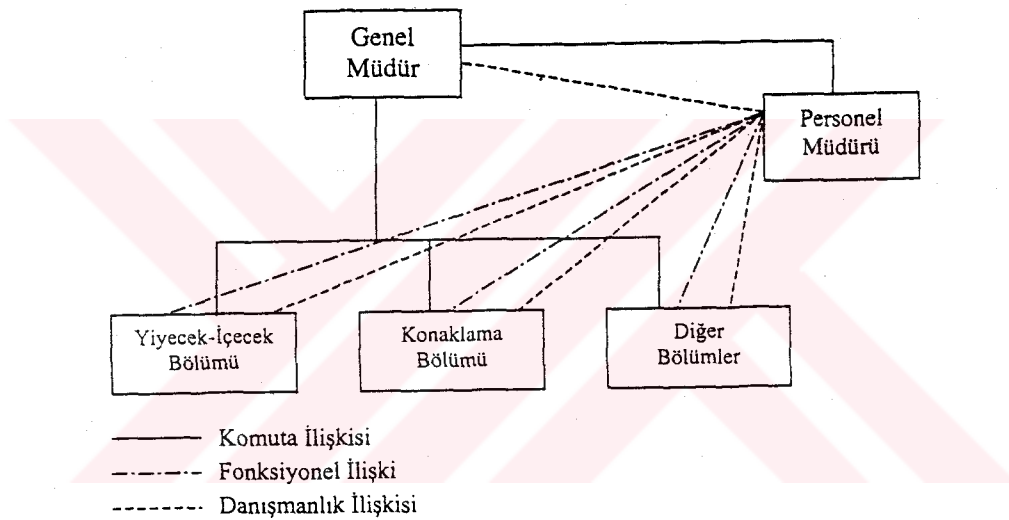 Genel
Müdür
Personel
Müdürü
Yiyecek-İçecek
Bölümü
Konaklama
Bölümü
Diğer
Bölümler
Komuta İlişkisi
Fonksiyonel İlişki
Danışmanlık İlişkisi